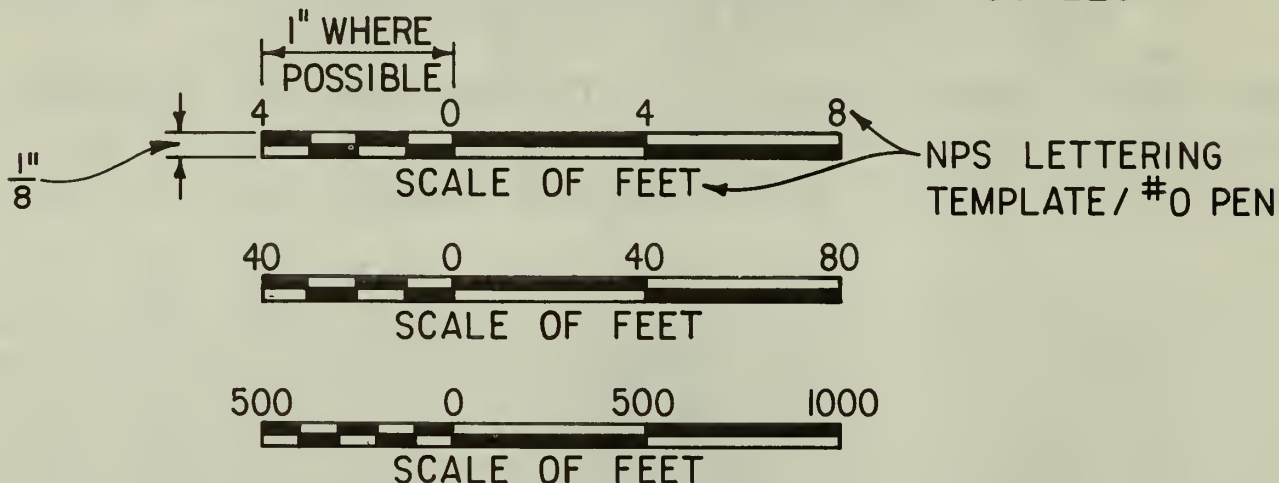 1" WHERE
POSSIBLE
4 0 4 8
1"
8
SCALE OF FEET
NPS LETTERING
TEMPLATE/ #0 PEN
40 0 40 80
SCALE OF FEET
500 0 500 1000
SCALE OF FEET